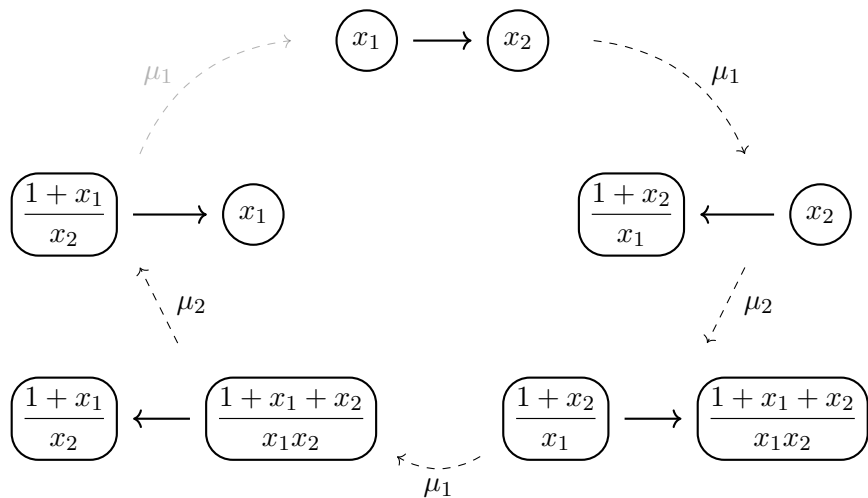 x₁ → x₂
μ₁ μ₁
(1 + x₁)/x₂ → x₁ (1 + x₂)/x₁ ← x₂
μ₂ μ₂
(1 + x₁)/x₂ ← (1 + x₁ + x₂)/(x₁x₂) (1 + x₂)/x₁ → (1 + x₁ + x₂)/(x₁x₂)
μ₁